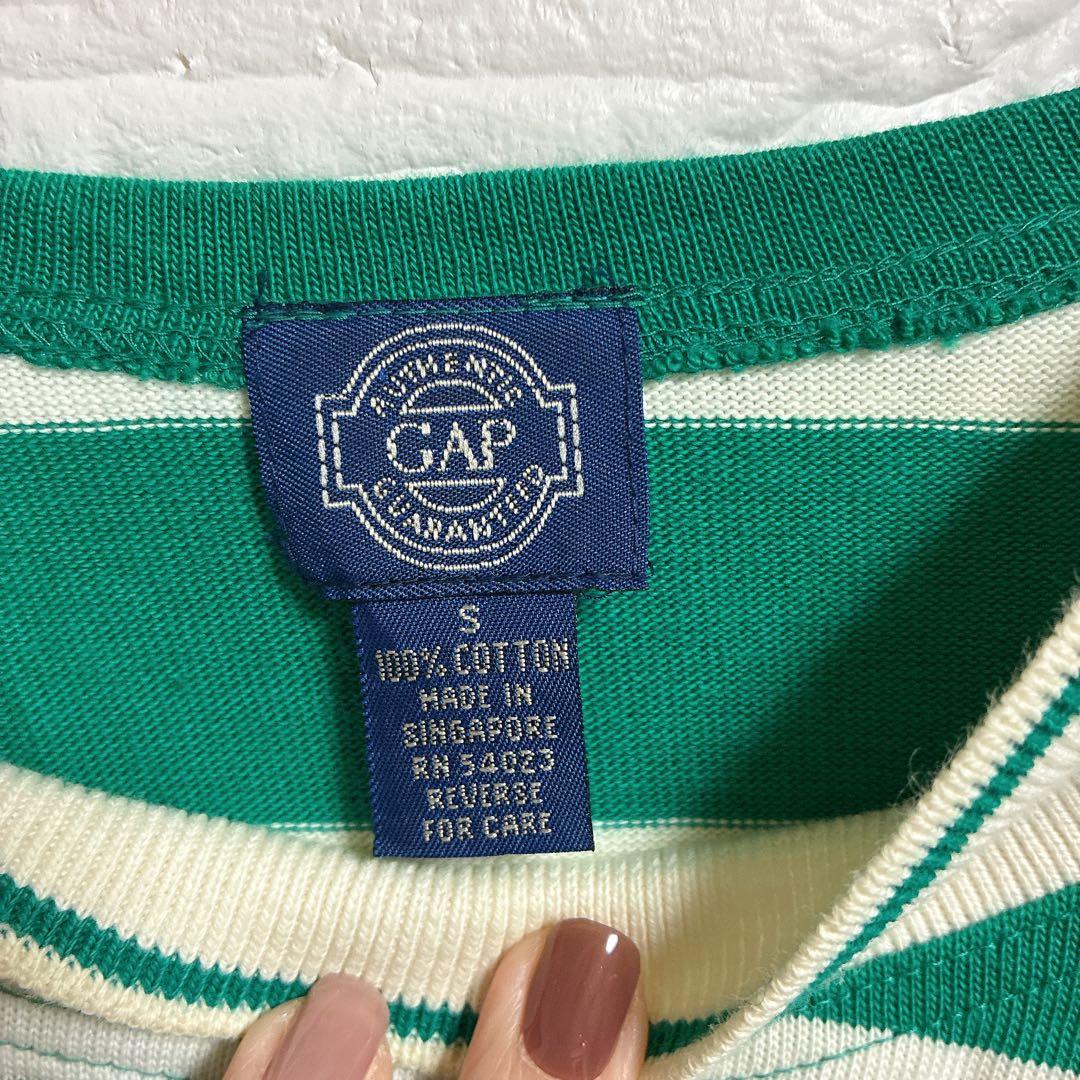 AUTHENTIC
GAP
GUARANTEED
S
100% COTTON
MADE IN
SINGAPORE
RN 54023
REVERSE
FOR CARE